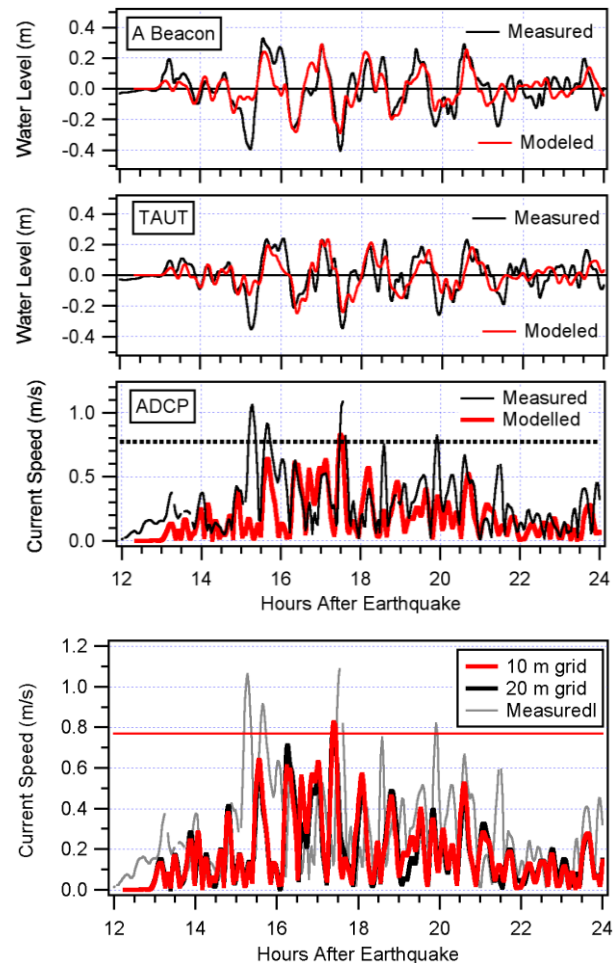 A Beacon
Measured
Modeled
Water Level (m)
0.4
0.2
0.0
-0.2
-0.4
TAUT
Measured
Modeled
Water Level (m)
0.4
0.2
0.0
-0.2
-0.4
ADCP
Measured
Modelled
Current Speed (m/s)
1.0
0.5
0.0
12 14 16 18 20 22 24
Hours After Earthquake
10 m grid
20 m grid
Measuredl
Current Speed (m/s)
1.2
1.0
0.8
0.6
0.4
0.2
0.0
12 14 16 18 20 22 24
Hours After Earthquake